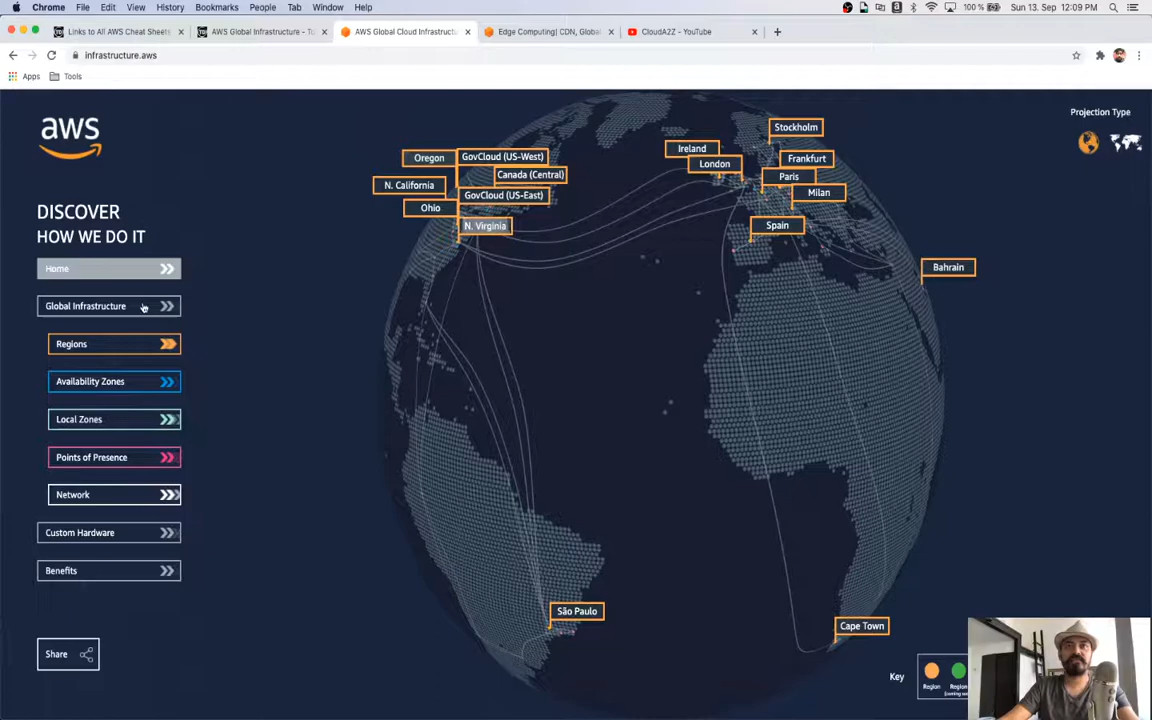 Chrome File Edit View History Bookmarks People Tab Window Help 100 % Sun 13. Sep 12:09 PM
Links to All AWS Cheat Sheets × AWS Global Infrastructure - × AWS Global Cloud Infrastructu × Edge Computing| CDN, Global × CloudA2Z - YouTube × +
infrastructure.aws
Apps Tools
aws
Projection Type
DISCOVER
HOW WE DO IT
Home
Global Infrastructure
Regions
Availability Zones
Local Zones
Points of Presence
Network
Custom Hardware
Benefits
Share
Stockholm
Ireland
London
Frankfurt
Paris
Milan
Spain
Bahrain
Oregon
GovCloud (US-West)
Canada (Central)
N. California
GovCloud (US-East)
Ohio
N. Virginia
São Paulo
Cape Town
Key
Region
Region